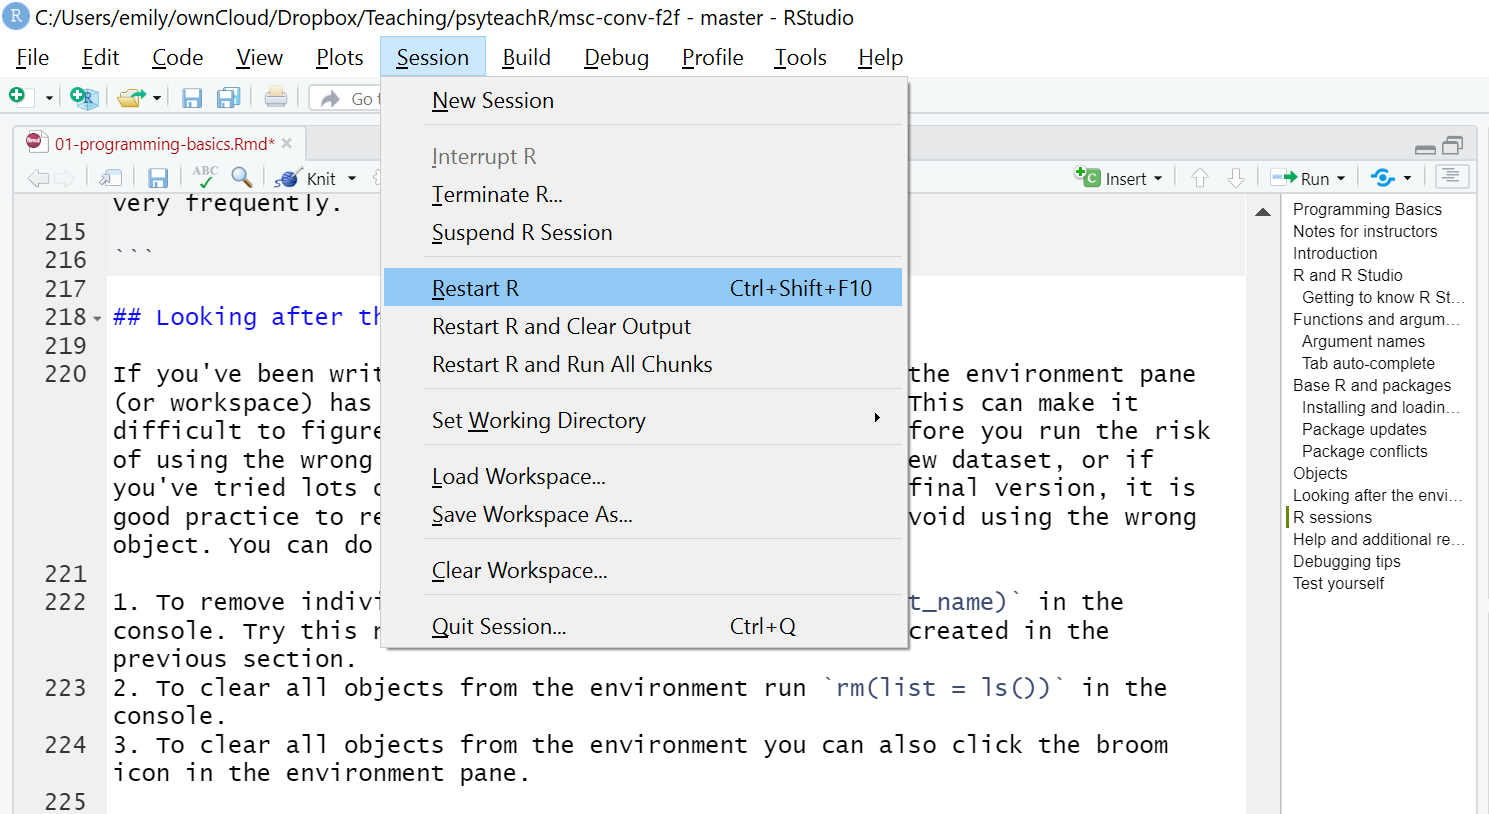 C:/Users/emily/ownCloud/Dropbox/Teaching/psyteachR/msc-conv-f2f - master - RStudio
File Edit Code View Plots Session Build Debug Profile Tools Help
Go t
New Session
Interrupt R
Terminate R...
Suspend R Session
Restart R Ctrl+Shift+F10
Restart R and Clear Output
Restart R and Run All Chunks
Set Working Directory
Load Workspace...
Save Workspace As...
Clear Workspace...
Quit Session... Ctrl+Q
01-programming-basics.Rmd*
ABC Knit Insert Run
very frequently.
215
216 ```
217
218 ## Looking after th
219
220 If you've been writ the environment pane
(or workspace) has This can make it
difficult to figure fore you run the risk
of using the wrong ew dataset, or if
you've tried lots o final version, it is
good practice to re void using the wrong
object. You can do
221
222 1. To remove indivi t_name)` in the
console. Try this r created in the
previous section.
223 2. To clear all objects from the environment run `rm(list = ls())` in the
console.
224 3. To clear all objects from the environment you can also click the broom
icon in the environment pane.
225
Programming Basics
Notes for instructors
Introduction
R and R Studio
Getting to know R St...
Functions and argum...
Argument names
Tab auto-complete
Base R and packages
Installing and loadin...
Package updates
Package conflicts
Objects
Looking after the envi...
R sessions
Help and additional re...
Debugging tips
Test yourself